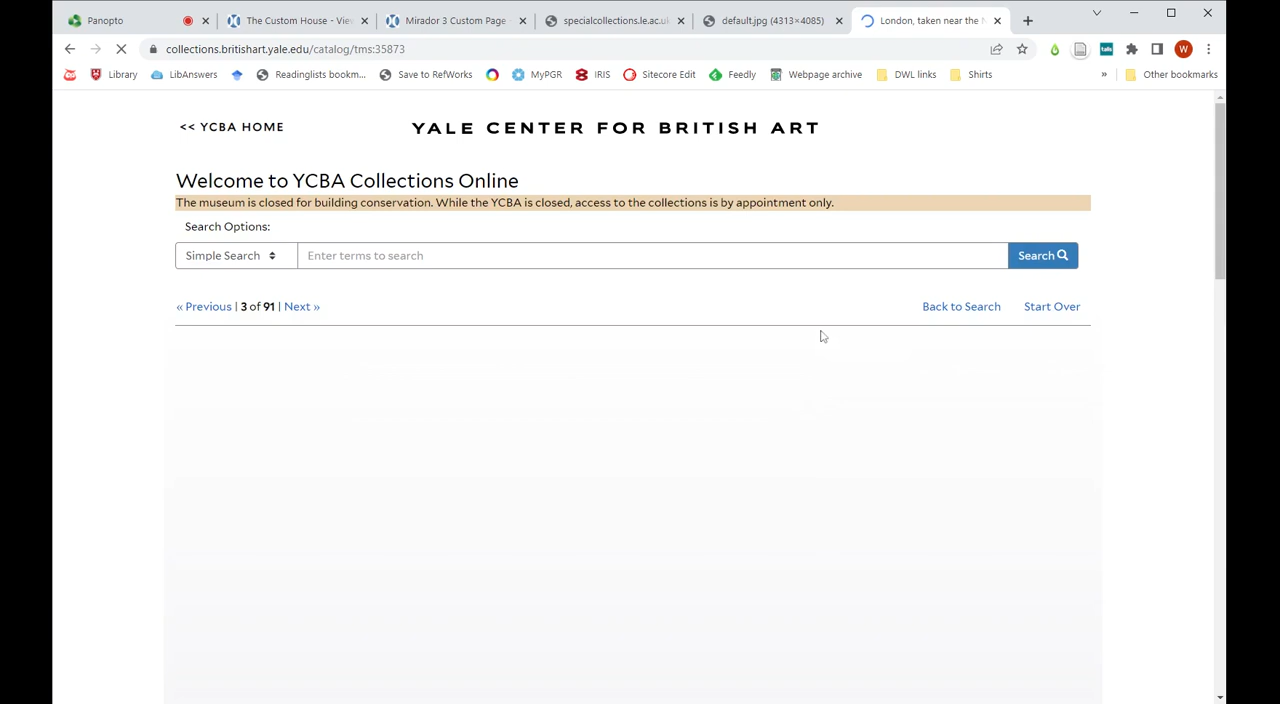 Panopto
The Custom House - View
Mirador 3 Custom Page -
specialcollections.le.ac.uk
default.jpg (4313×4085)
London, taken near the
collections.britishart.yale.edu/catalog/tms:35873
W
Library
LibAnswers
Readinglists bookm...
Save to RefWorks
MyPGR
IRIS
Sitecore Edit
Feedly
Webpage archive
DWL links
Shirts
»
Other bookmarks
<< YCBA HOME
YALE CENTER FOR BRITISH ART
Welcome to YCBA Collections Online
The museum is closed for building conservation. While the YCBA is closed, access to the collections is by appointment only.
Search Options:
Simple Search
Enter terms to search
Search
« Previous | 3 of 91 | Next »
Back to Search
Start Over